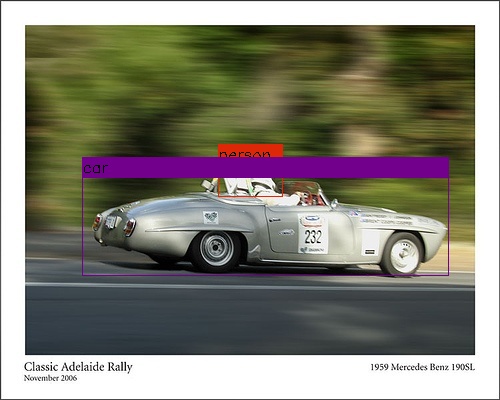 person
car
232
Classic Adelaide Rally
November 2006
1959 Mercedes Benz 190SL